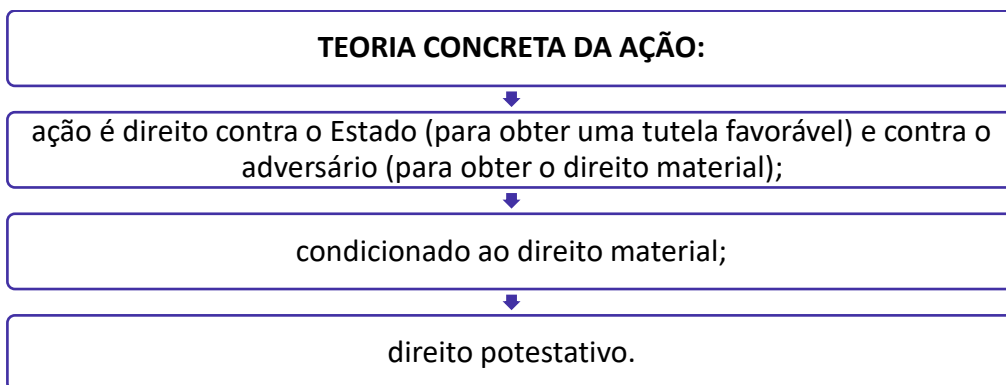 TEORIA CONCRETA DA AÇÃO:
ação é direito contra o Estado (para obter uma tutela favorável) e contra o
adversário (para obter o direito material);
condicionado ao direito material;
direito potestativo.